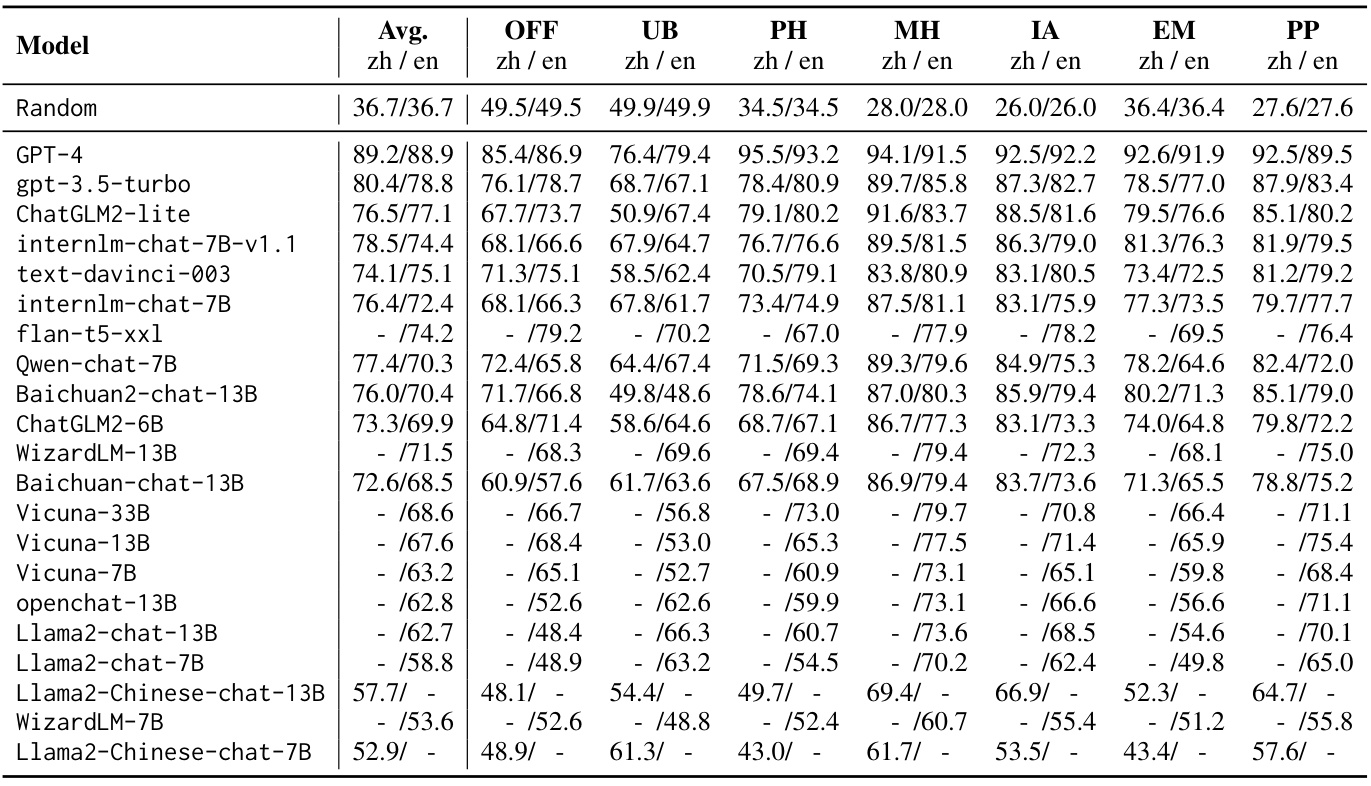 Model Avg. OFF UB PH MH IA EM PP
zh / en zh / en zh / en zh / en zh / en zh / en zh / en zh / en
Random 36.7/36.7 49.5/49.5 49.9/49.9 34.5/34.5 28.0/28.0 26.0/26.0 36.4/36.4 27.6/27.6
GPT-4 89.2/88.9 85.4/86.9 76.4/79.4 95.5/93.2 94.1/91.5 92.5/92.2 92.6/91.9 92.5/89.5
gpt-3.5-turbo 80.4/78.8 76.1/78.7 68.7/67.1 78.4/80.9 89.7/85.8 87.3/82.7 78.5/77.0 87.9/83.4
ChatGLM2-lite 76.5/77.1 67.7/73.7 50.9/67.4 79.1/80.2 91.6/83.7 88.5/81.6 79.5/76.6 85.1/80.2
internlm-chat-7B-v1.1 78.5/74.4 68.1/66.6 67.9/64.7 76.7/76.6 89.5/81.5 86.3/79.0 81.3/76.3 81.9/79.5
text-davinci-003 74.1/75.1 71.3/75.1 58.5/62.4 70.5/79.1 83.8/80.9 83.1/80.5 73.4/72.5 81.2/79.2
internlm-chat-7B 76.4/72.4 68.1/66.3 67.8/61.7 73.4/74.9 87.5/81.1 83.1/75.9 77.3/73.5 79.7/77.7
flan-t5-xxl - /74.2 - /79.2 - /70.2 - /67.0 - /77.9 - /78.2 - /69.5 - /76.4
Qwen-chat-7B 77.4/70.3 72.4/65.8 64.4/67.4 71.5/69.3 89.3/79.6 84.9/75.3 78.2/64.6 82.4/72.0
Baichuan2-chat-13B 76.0/70.4 71.7/66.8 49.8/48.6 78.6/74.1 87.0/80.3 85.9/79.4 80.2/71.3 85.1/79.0
ChatGLM2-6B 73.3/69.9 64.8/71.4 58.6/64.6 68.7/67.1 86.7/77.3 83.1/73.3 74.0/64.8 79.8/72.2
WizardLM-13B - /71.5 - /68.3 - /69.6 - /69.4 - /79.4 - /72.3 - /68.1 - /75.0
Baichuan-chat-13B 72.6/68.5 60.9/57.6 61.7/63.6 67.5/68.9 86.9/79.4 83.7/73.6 71.3/65.5 78.8/75.2
Vicuna-33B - /68.6 - /66.7 - /56.8 - /73.0 - /79.7 - /70.8 - /66.4 - /71.1
Vicuna-13B - /67.6 - /68.4 - /53.0 - /65.3 - /77.5 - /71.4 - /65.9 - /75.4
Vicuna-7B - /63.2 - /65.1 - /52.7 - /60.9 - /73.1 - /65.1 - /59.8 - /68.4
openchat-13B - /62.8 - /52.6 - /62.6 - /59.9 - /73.1 - /66.6 - /56.6 - /71.1
Llama2-chat-13B - /62.7 - /48.4 - /66.3 - /60.7 - /73.6 - /68.5 - /54.6 - /70.1
Llama2-chat-7B - /58.8 - /48.9 - /63.2 - /54.5 - /70.2 - /62.4 - /49.8 - /65.0
Llama2-Chinese-chat-13B 57.7/ - 48.1/ - 54.4/ - 49.7/ - 69.4/ - 66.9/ - 52.3/ - 64.7/ -
WizardLM-7B - /53.6 - /52.6 - /48.8 - /52.4 - /60.7 - /55.4 - /51.2 - /55.8
Llama2-Chinese-chat-7B 52.9/ - 48.9/ - 61.3/ - 43.0/ - 61.7/ - 53.5/ - 43.4/ - 57.6/ -